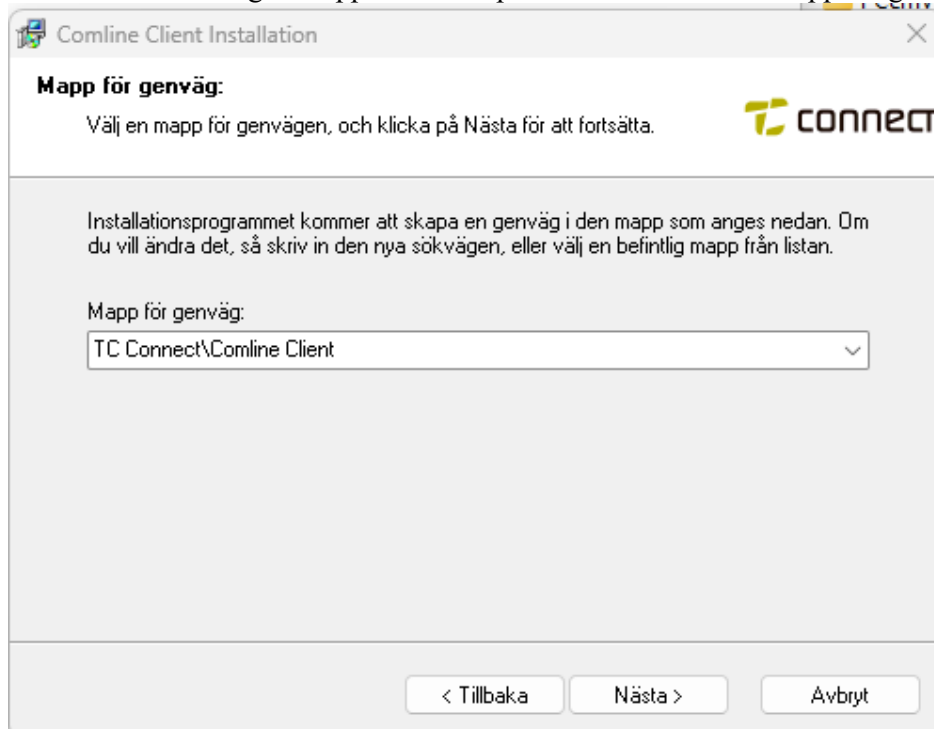 Comline Client Installation
Mapp för genväg:
Välj en mapp för genvägen, och klicka på Nästa för att fortsätta.
connect
Installationsprogrammet kommer att skapa en genväg i den mapp som anges nedan. Om
du vill ändra det, så skriv in den nya sökvägen, eller välj en befintlig mapp från listan.
Mapp för genväg:
TC Connect\Comline Client
< Tillbaka
Nästa >
Avbryt